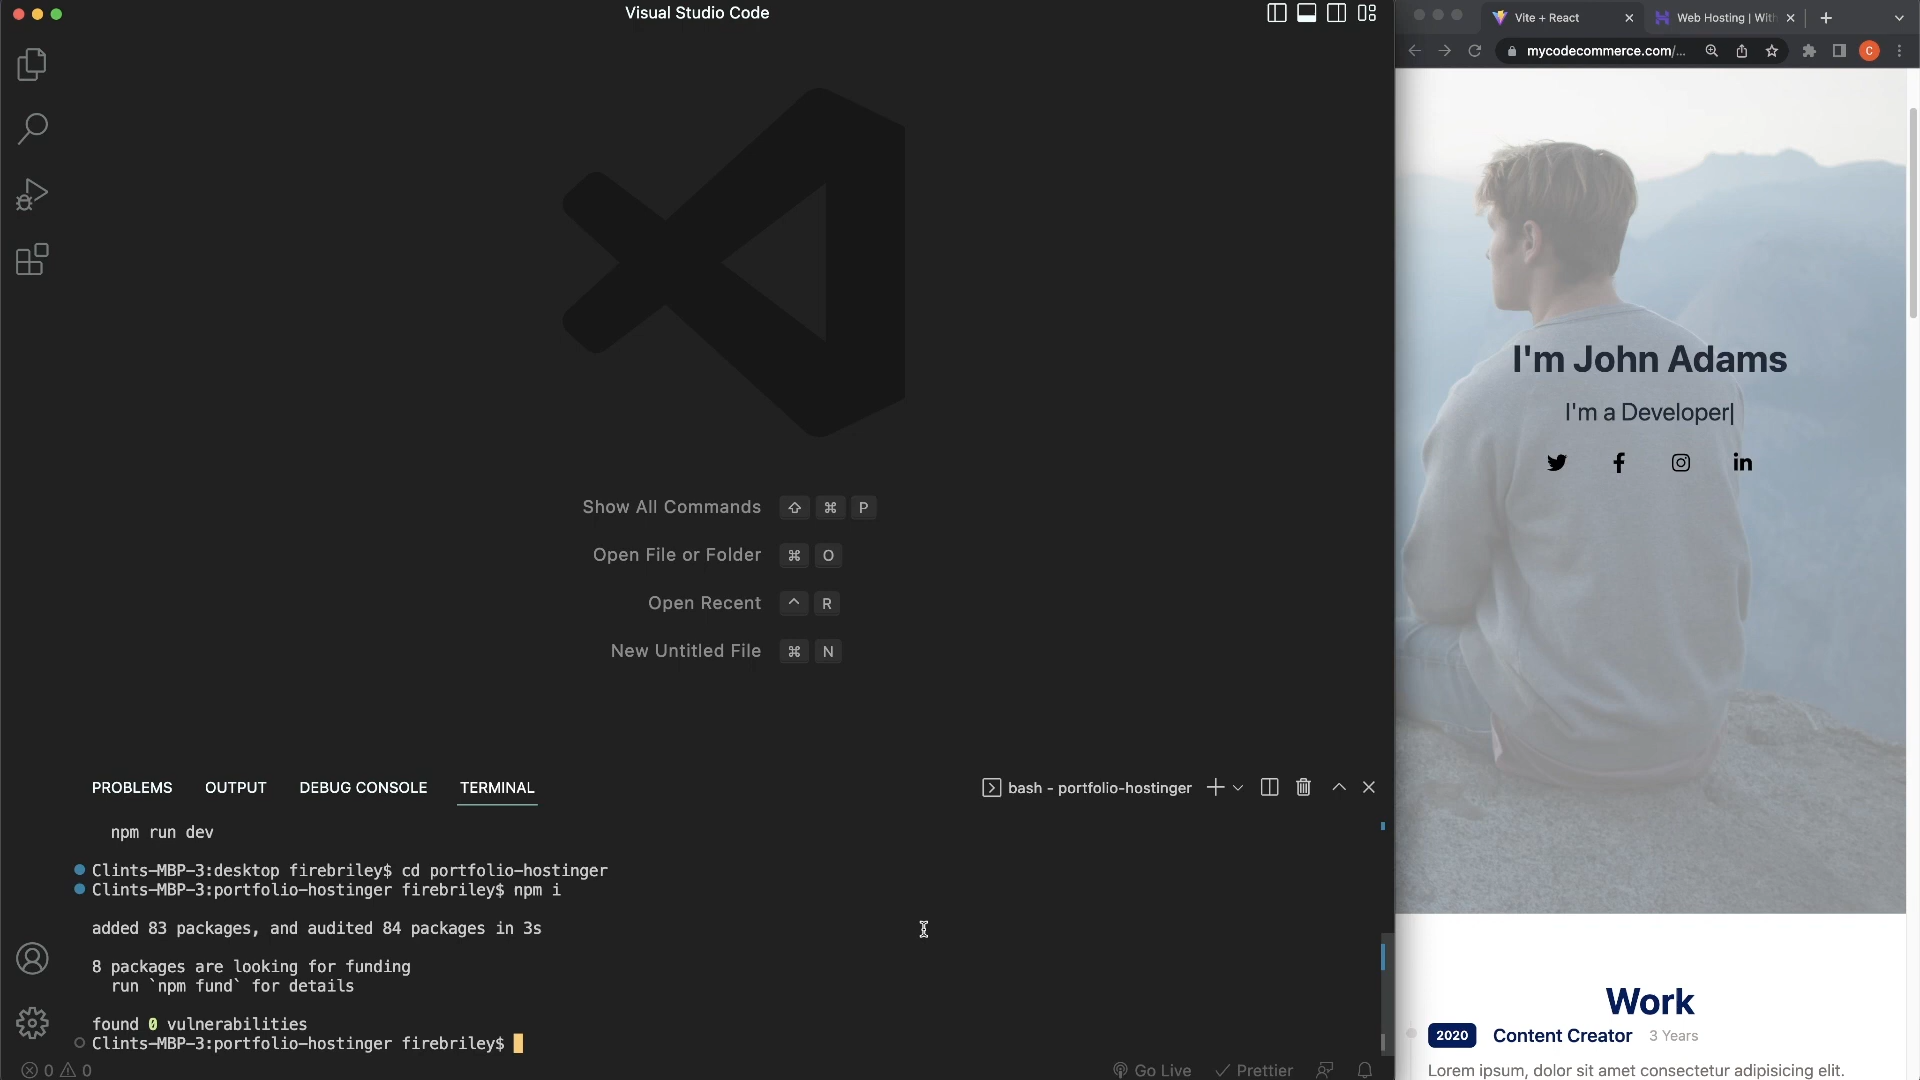 Visual Studio Code
Show All Commands ⇧ ⌘ P
Open File or Folder ⌘ O
Open Recent ^ R
New Untitled File ⌘ N
PROBLEMS OUTPUT DEBUG CONSOLE TERMINAL
bash - portfolio-hostinger
npm run dev
Clints-MBP-3:desktop firebriley$ cd portfolio-hostinger
Clints-MBP-3:portfolio-hostinger firebriley$ npm i
added 83 packages, and audited 84 packages in 3s
8 packages are looking for funding
run `npm fund` for details
found 0 vulnerabilities
Clints-MBP-3:portfolio-hostinger firebriley$
0 0
Go Live Prettier
Vite + React
Web Hosting | With
mycodecommerce.com/...
C
I'm John Adams
I'm a Developer|
Work
2020 Content Creator 3 Years
Lorem ipsum, dolor sit amet consectetur adipisicing elit.